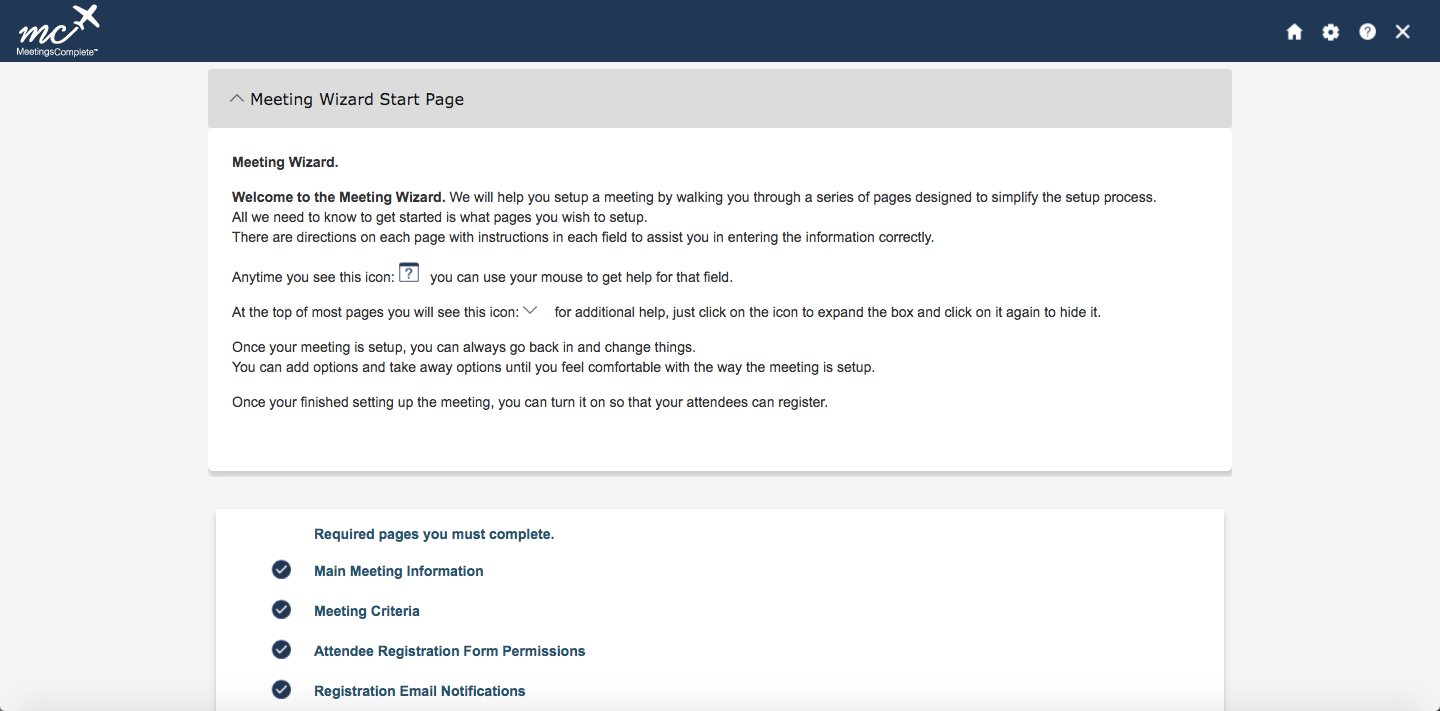 mc
MeetingsComplete™
Meeting Wizard Start Page
Meeting Wizard.
Welcome to the Meeting Wizard. We will help you setup a meeting by walking you through a series of pages designed to simplify the setup process.
All we need to know to get started is what pages you wish to setup.
There are directions on each page with instructions in each field to assist you in entering the information correctly.
Anytime you see this icon: ? you can use your mouse to get help for that field.
At the top of most pages you will see this icon: for additional help, just click on the icon to expand the box and click on it again to hide it.
Once your meeting is setup, you can always go back in and change things.
You can add options and take away options until you feel comfortable with the way the meeting is setup.
Once your finished setting up the meeting, you can turn it on so that your attendees can register.
Required pages you must complete.
Main Meeting Information
Meeting Criteria
Attendee Registration Form Permissions
Registration Email Notifications